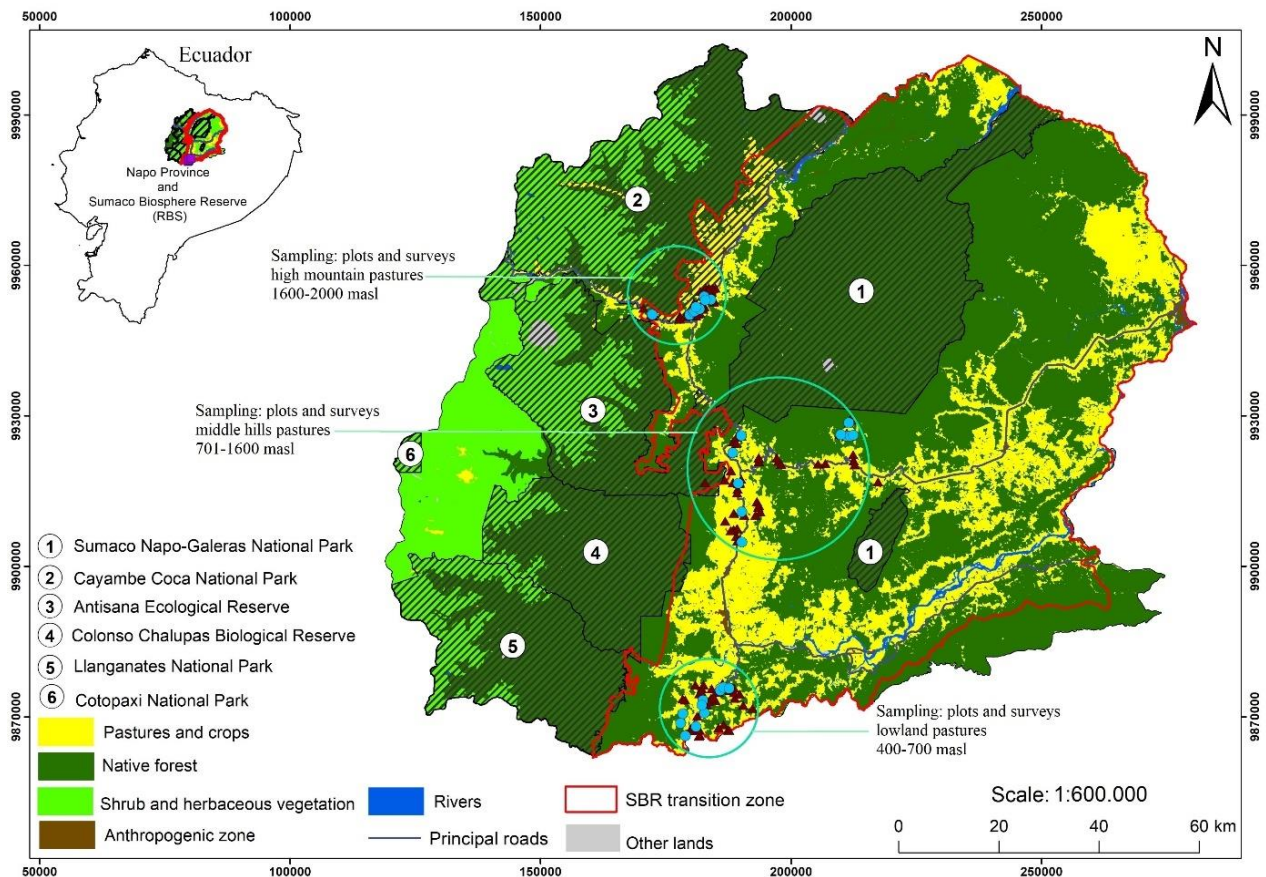 50000 100000 150000 200000 250000
N
Ecuador
Napo Province
and
Sumaco Biosphere Reserve
(RBS)
9990000 9990000
2
Sampling: plots and surveys
high mountain pastures
1600-2000 masl
9960000 9960000
1
Sampling: plots and surveys
middle hills pastures
701-1600 masl
3
9930000 9930000
6
4
1
9900000 9900000
5
1 Sumaco Napo-Galeras National Park
2 Cayambe Coca National Park
3 Antisana Ecological Reserve
4 Colonso Chalupas Biological Reserve
5 Llanganates National Park
6 Cotopaxi National Park
9870000 9870000
Sampling: plots and surveys
lowland pastures
400-700 masl
Pastures and crops
Native forest
Shrub and herbaceous vegetation
Anthropogenic zone
Rivers
Principal roads
SBR transition zone
Other lands
Scale: 1:600.000
0 20 40 60 km
50000 100000 150000 200000 250000